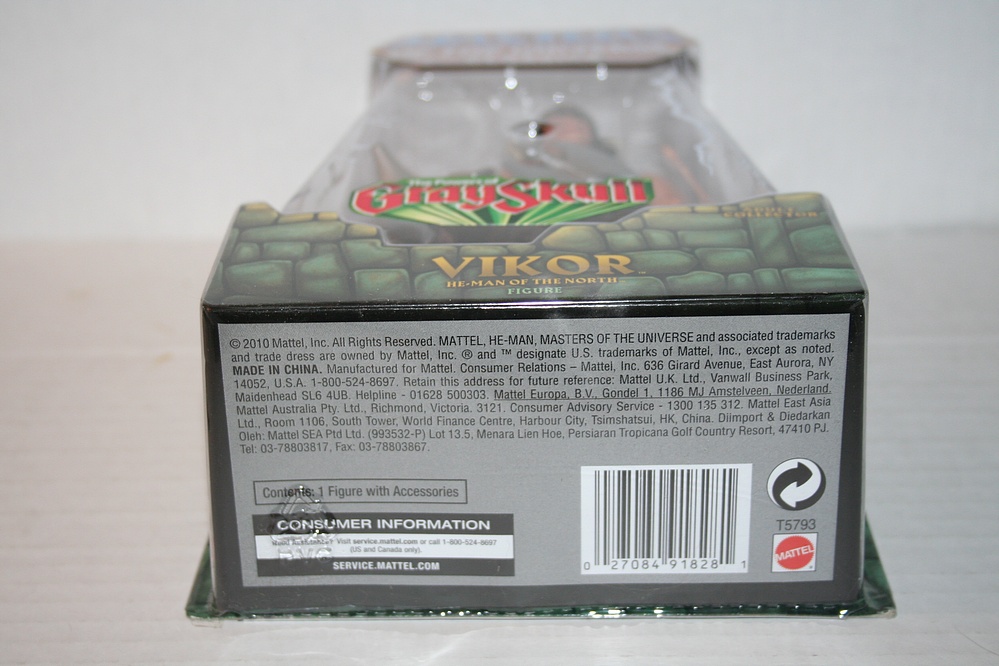 The Powers of
GraySkull
ADULT
COLLECTOR
VIKOR™
HE-MAN OF THE NORTH™
FIGURE
© 2010 Mattel, Inc. All Rights Reserved. MATTEL, HE-MAN, MASTERS OF THE UNIVERSE and associated trademarks
and trade dress are owned by Mattel, Inc. ® and ™ designate U.S. trademarks of Mattel, Inc., except as noted.
MADE IN CHINA. Manufactured for Mattel. Consumer Relations – Mattel, Inc. 636 Girard Avenue, East Aurora, NY
14052, U.S.A. 1-800-524-8697. Retain this address for future reference: Mattel U.K. Ltd., Vanwall Business Park,
Maidenhead SL6 4UB. Helpline - 01628 500303. Mattel Europa, B.V., Gondel 1, 1186 MJ Amstelveen, Nederland.
Mattel Australia Pty. Ltd., Richmond, Victoria. 3121. Consumer Advisory Service - 1300 135 312. Mattel East Asia
Ltd., Room 1106, South Tower, World Finance Centre, Harbour City, Tsimshatsui, HK, China. Diimport & Diedarkan
Oleh: Mattel SEA Ptd Ltd. (993532-P) Lot 13.5, Menara Lien Hoe, Persiaran Tropicana Golf Country Resort, 47410 PJ.
Tel: 03-78803817, Fax: 03-78803867.
Contents: 1 Figure with Accessories
CONSUMER INFORMATION
Need Assistance? Visit service.mattel.com or call 1-800-524-8697
(US and Canada only).
SERVICE.MATTEL.COM
PVC
0 27084 91828 1
T5793
MATTEL